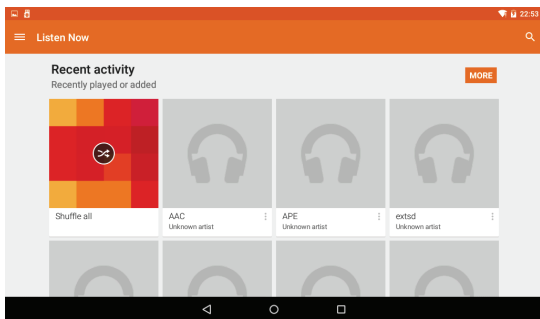 22:53
Listen Now
Recent activity
Recently played or added
MORE
Shuffle all
AAC
Unknown artist
APE
Unknown artist
extsd
Unknown artist